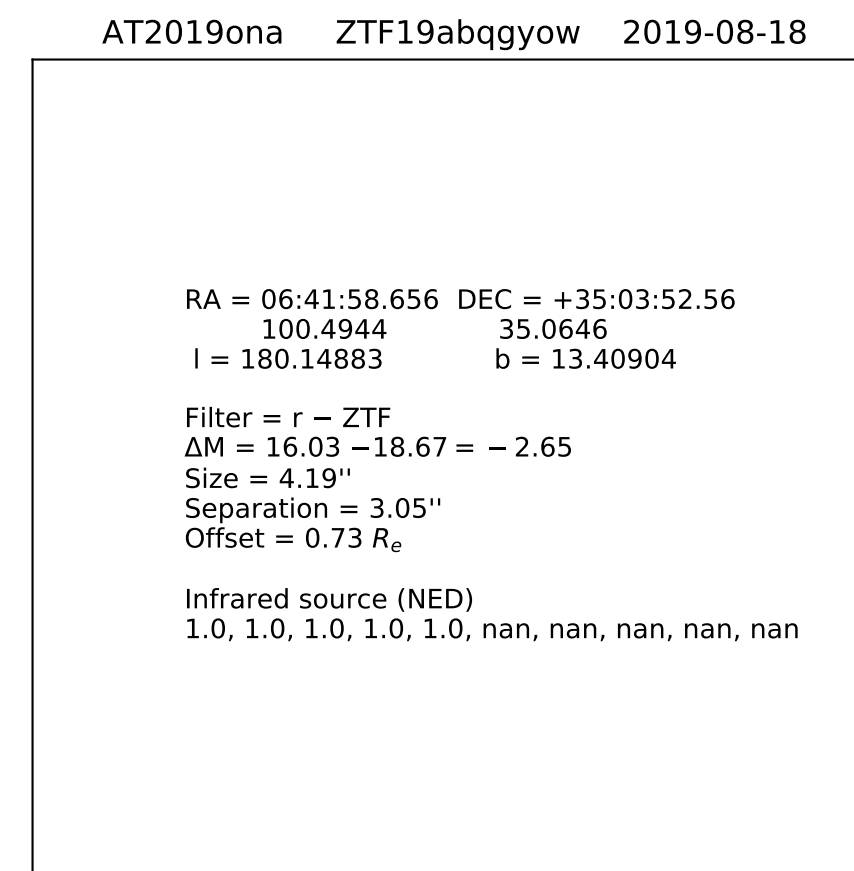 AT2019ona ZTF19abqgyow 2019-08-18
RA = 06:41:58.656 DEC = +35:03:52.56
100.4944 35.0646
l = 180.14883 b = 13.40904
Filter = r − ZTF
ΔM = 16.03 −18.67 = − 2.65
Size = 4.19''
Separation = 3.05''
Offset = 0.73 Re
Infrared source (NED)
1.0, 1.0, 1.0, 1.0, 1.0, nan, nan, nan, nan, nan